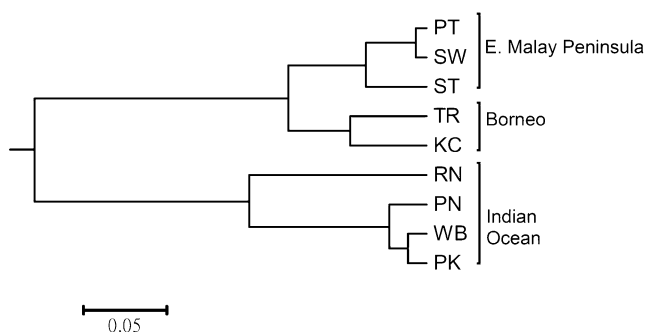 PT
SW
E. Malay Peninsula
ST
TR
Borneo
KC
RN
PN
Indian
Ocean
WB
PK
0.05